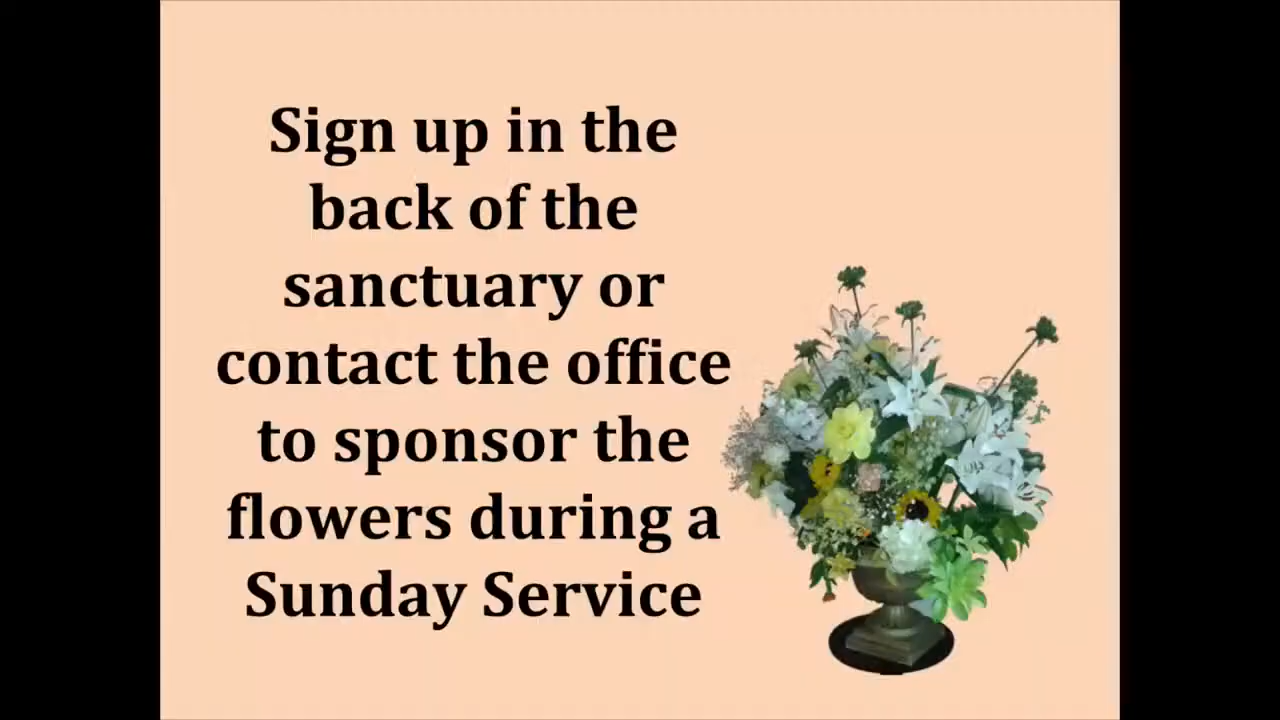 Sign up in the
back of the
sanctuary or
contact the office
to sponsor the
flowers during a
Sunday Service